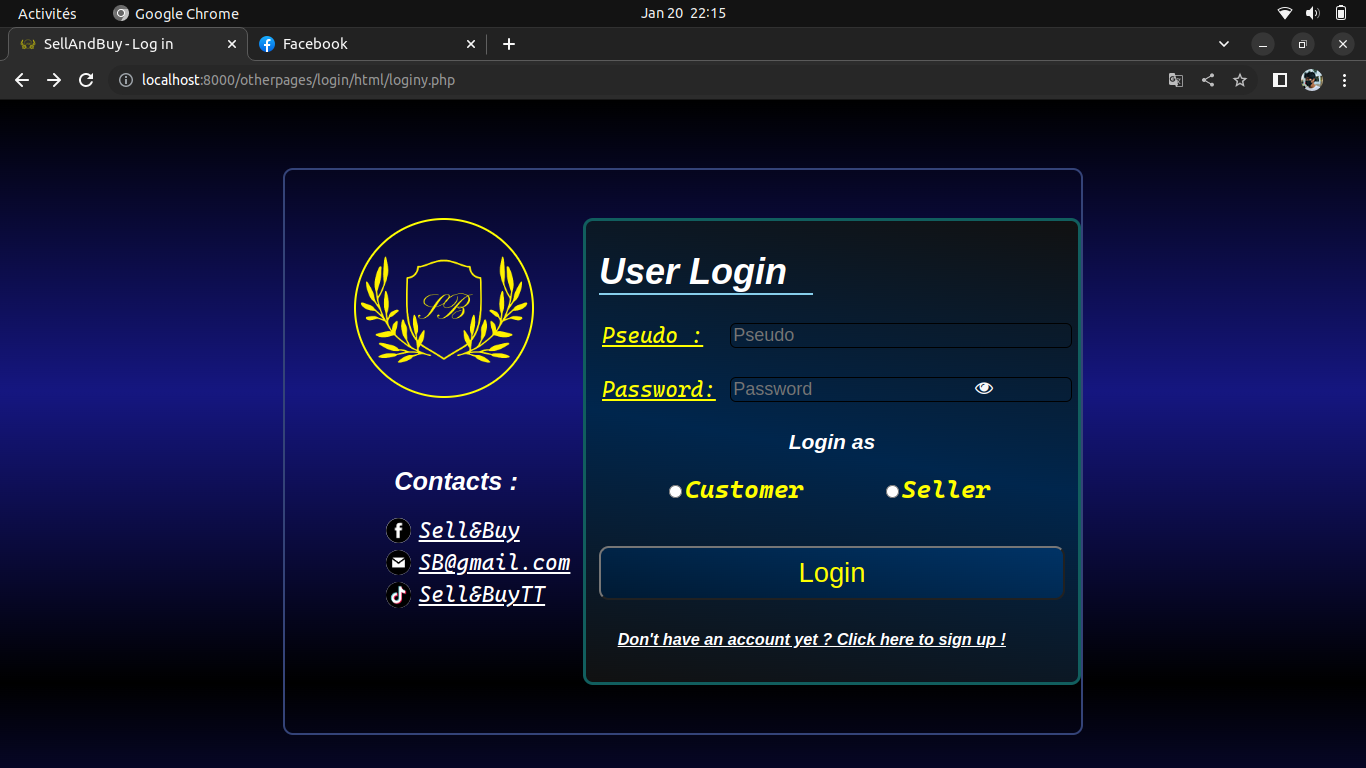 Activités Google Chrome Jan 20 22:15
SellAndBuy - Log in Facebook
localhost:8000/otherpages/login/html/loginy.php
SB
Contacts :
Sell&Buy
SB@gmail.com
Sell&BuyTT
User Login
Pseudo : Pseudo
Password: Password
Login as
Customer Seller
Login
Don't have an account yet ? Click here to sign up !